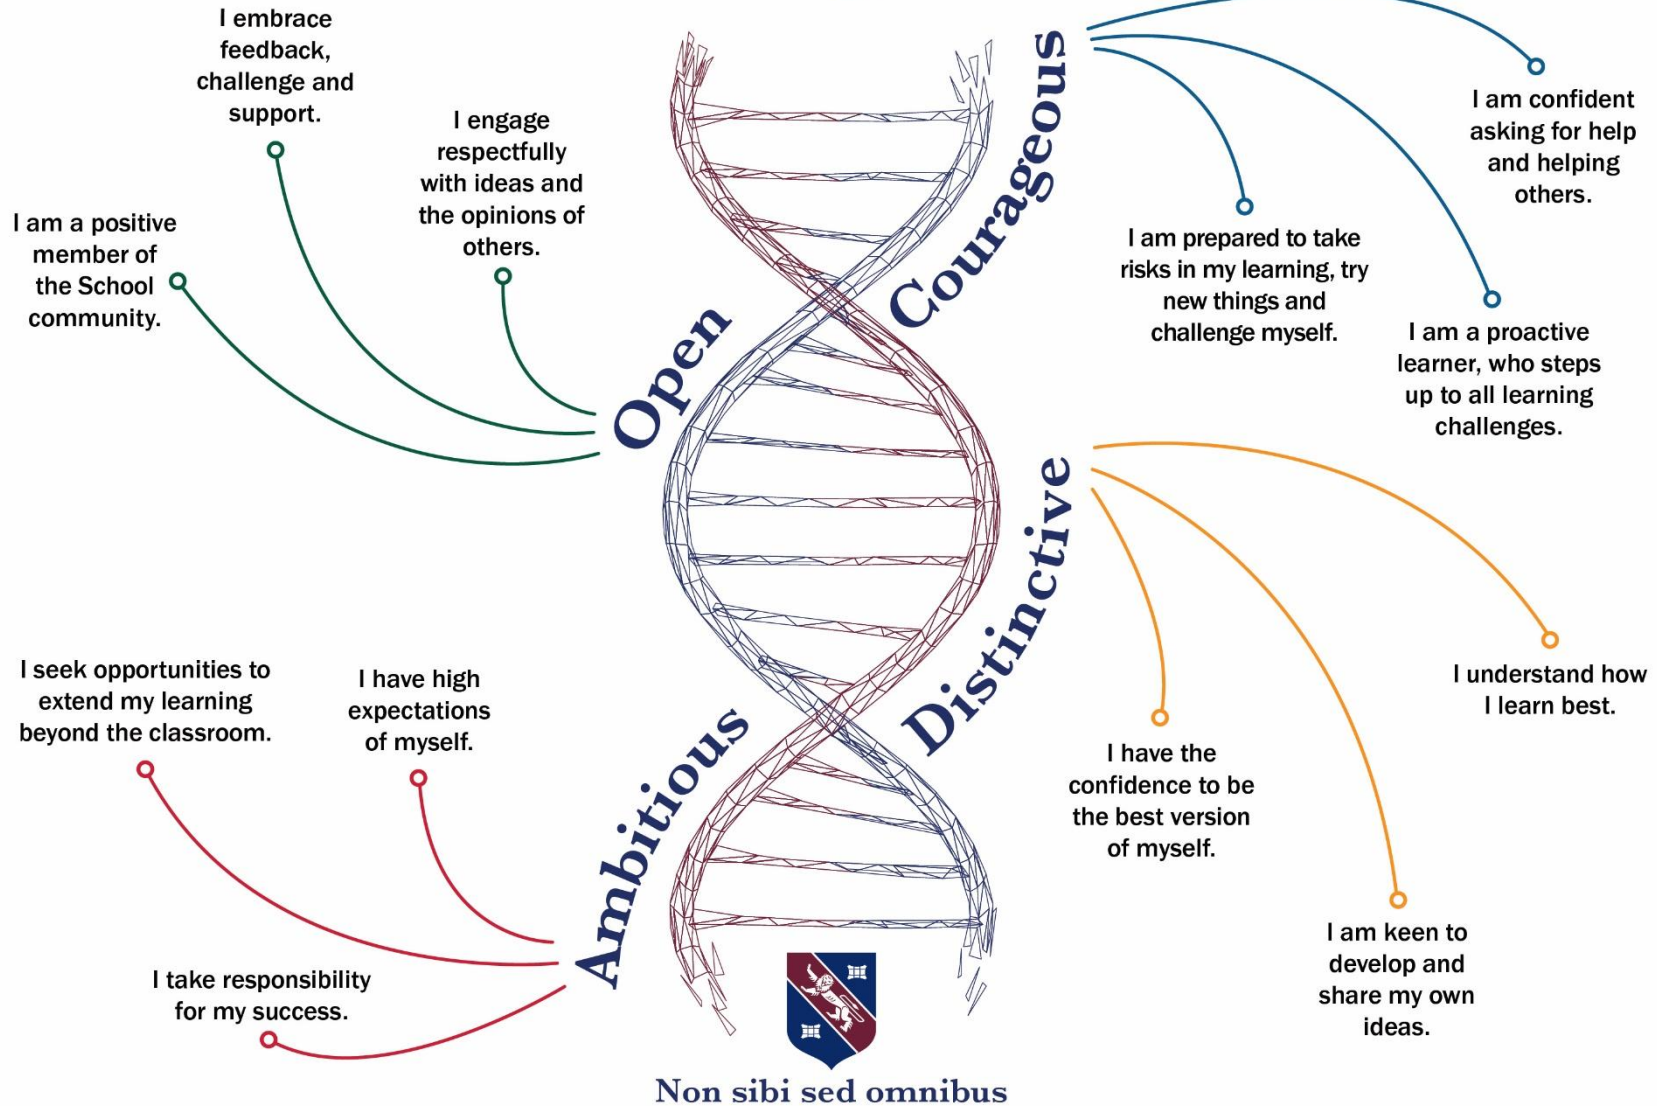 I embrace
feedback,
challenge and
support.
I engage
respectfully
with ideas and
the opinions of
others.
I am a positive
member of
the School
community.
Open
Courageous
I am confident
asking for help
and helping
others.
I am prepared to take
risks in my learning, try
new things and
challenge myself.
I am a proactive
learner, who steps
up to all learning
challenges.
Distinctive
I understand how
I learn best.
I have the
confidence to be
the best version
of myself.
I am keen to
develop and
share my own
ideas.
Ambitious
I seek opportunities to
extend my learning
beyond the classroom.
I have high
expectations
of myself.
I take responsibility
for my success.
Non sibi sed omnibus